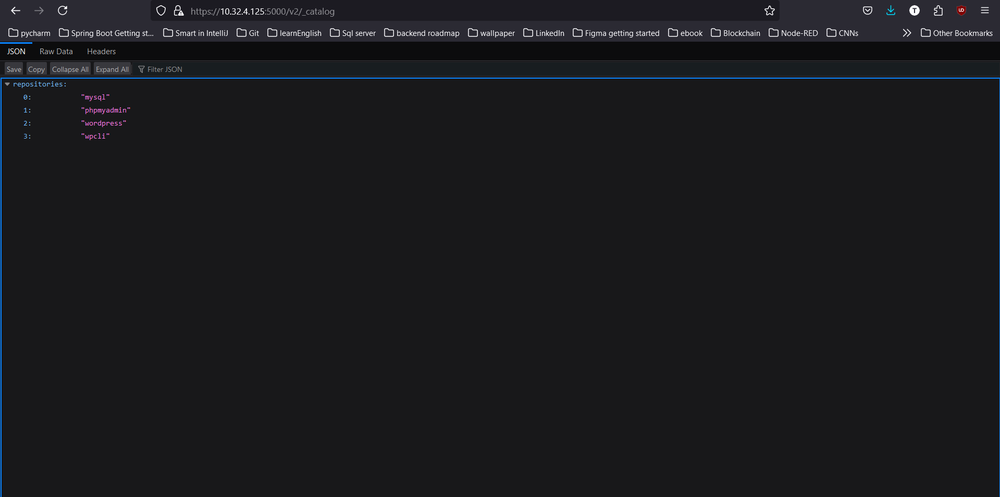 https://10.32.4.125:5000/v2/_catalog
T
pycharm Spring Boot Getting st... Smart in IntelliJ Git learnEnglish Sql server backend roadmap wallpaper LinkedIn Figma getting started ebook Blockchain Node-RED CNNs Other Bookmarks
JSON Raw Data Headers
Save Copy Collapse All Expand All Filter JSON
repositories:
0: "mysql"
1: "phpmyadmin"
2: "wordpress"
3: "wpcli"